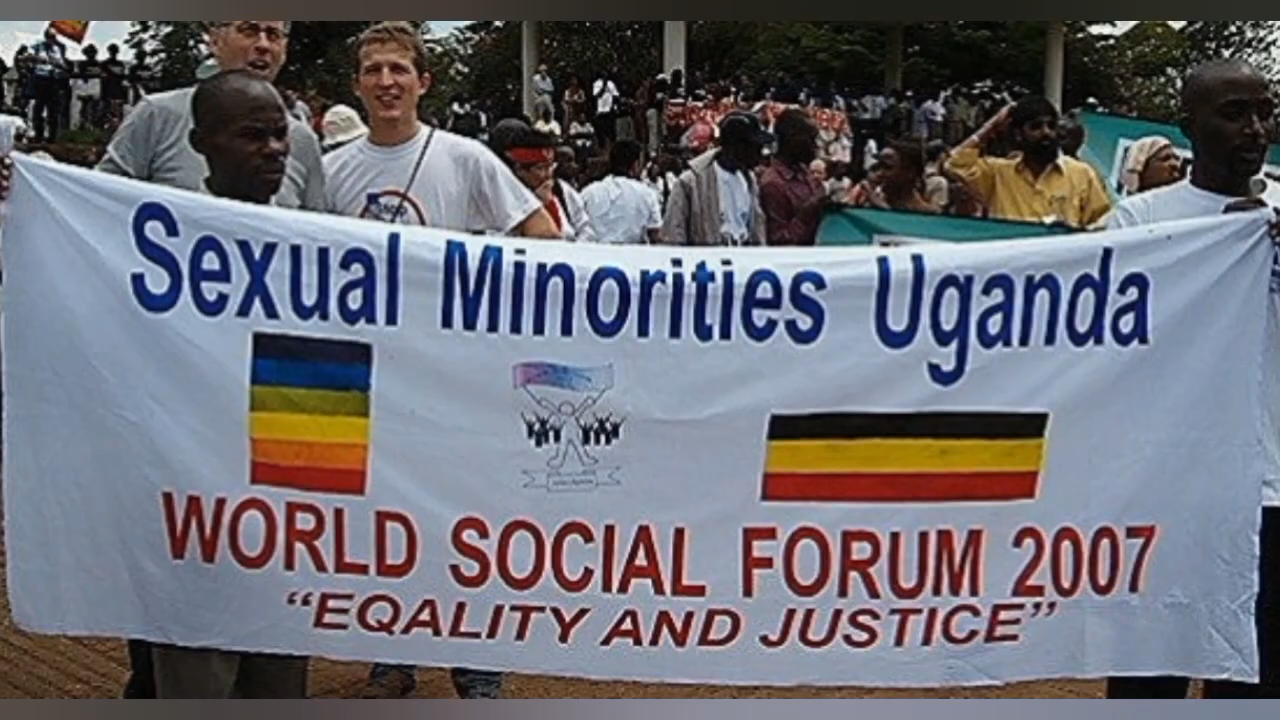 Sexual Minorities Uganda
WORLD SOCIAL FORUM 2007
“EQALITY AND JUSTICE”